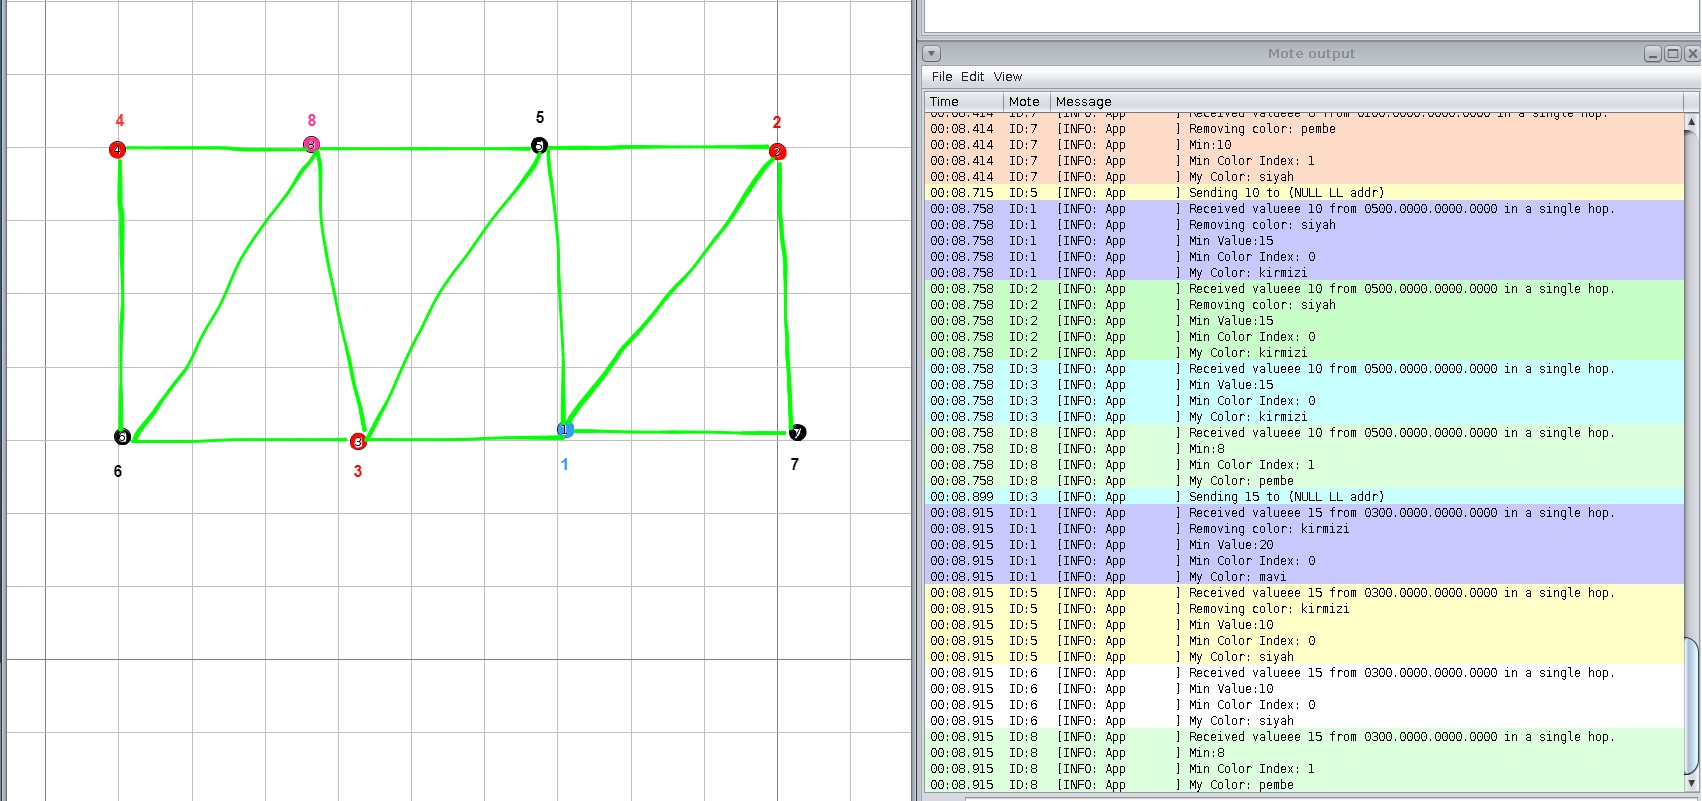 4
8
5
2
4
8
5
2
6
3
1
7
6
3
1
7
Mote output
File Edit View
Time Mote Message
00:08.414 ID:7 [INFO: App ] Received valueee 8 from 0100.0000.0000.0000 in a single hop.
00:08.414 ID:7 [INFO: App ] Removing color: pembe
00:08.414 ID:7 [INFO: App ] Min:10
00:08.414 ID:7 [INFO: App ] Min Color Index: 1
00:08.414 ID:7 [INFO: App ] My Color: siyah
00:08.715 ID:5 [INFO: App ] Sending 10 to (NULL LL addr)
00:08.758 ID:1 [INFO: App ] Received valueee 10 from 0500.0000.0000.0000 in a single hop.
00:08.758 ID:1 [INFO: App ] Removing color: siyah
00:08.758 ID:1 [INFO: App ] Min Value:15
00:08.758 ID:1 [INFO: App ] Min Color Index: 0
00:08.758 ID:1 [INFO: App ] My Color: kirmizi
00:08.758 ID:2 [INFO: App ] Received valueee 10 from 0500.0000.0000.0000 in a single hop.
00:08.758 ID:2 [INFO: App ] Removing color: siyah
00:08.758 ID:2 [INFO: App ] Min Value:15
00:08.758 ID:2 [INFO: App ] Min Color Index: 0
00:08.758 ID:2 [INFO: App ] My Color: kirmizi
00:08.758 ID:3 [INFO: App ] Received valueee 10 from 0500.0000.0000.0000 in a single hop.
00:08.758 ID:3 [INFO: App ] Min Value:15
00:08.758 ID:3 [INFO: App ] Min Color Index: 0
00:08.758 ID:3 [INFO: App ] My Color: kirmizi
00:08.758 ID:8 [INFO: App ] Received valueee 10 from 0500.0000.0000.0000 in a single hop.
00:08.758 ID:8 [INFO: App ] Min:8
00:08.758 ID:8 [INFO: App ] Min Color Index: 1
00:08.758 ID:8 [INFO: App ] My Color: pembe
00:08.899 ID:3 [INFO: App ] Sending 15 to (NULL LL addr)
00:08.915 ID:1 [INFO: App ] Received valueee 15 from 0300.0000.0000.0000 in a single hop.
00:08.915 ID:1 [INFO: App ] Removing color: kirmizi
00:08.915 ID:1 [INFO: App ] Min Value:20
00:08.915 ID:1 [INFO: App ] Min Color Index: 0
00:08.915 ID:1 [INFO: App ] My Color: mavi
00:08.915 ID:5 [INFO: App ] Received valueee 15 from 0300.0000.0000.0000 in a single hop.
00:08.915 ID:5 [INFO: App ] Removing color: kirmizi
00:08.915 ID:5 [INFO: App ] Min Value:10
00:08.915 ID:5 [INFO: App ] Min Color Index: 0
00:08.915 ID:5 [INFO: App ] My Color: siyah
00:08.915 ID:6 [INFO: App ] Received valueee 15 from 0300.0000.0000.0000 in a single hop.
00:08.915 ID:6 [INFO: App ] Min Value:10
00:08.915 ID:6 [INFO: App ] Min Color Index: 0
00:08.915 ID:6 [INFO: App ] My Color: siyah
00:08.915 ID:8 [INFO: App ] Received valueee 15 from 0300.0000.0000.0000 in a single hop.
00:08.915 ID:8 [INFO: App ] Min:8
00:08.915 ID:8 [INFO: App ] Min Color Index: 1
00:08.915 ID:8 [INFO: App ] My Color: pembe